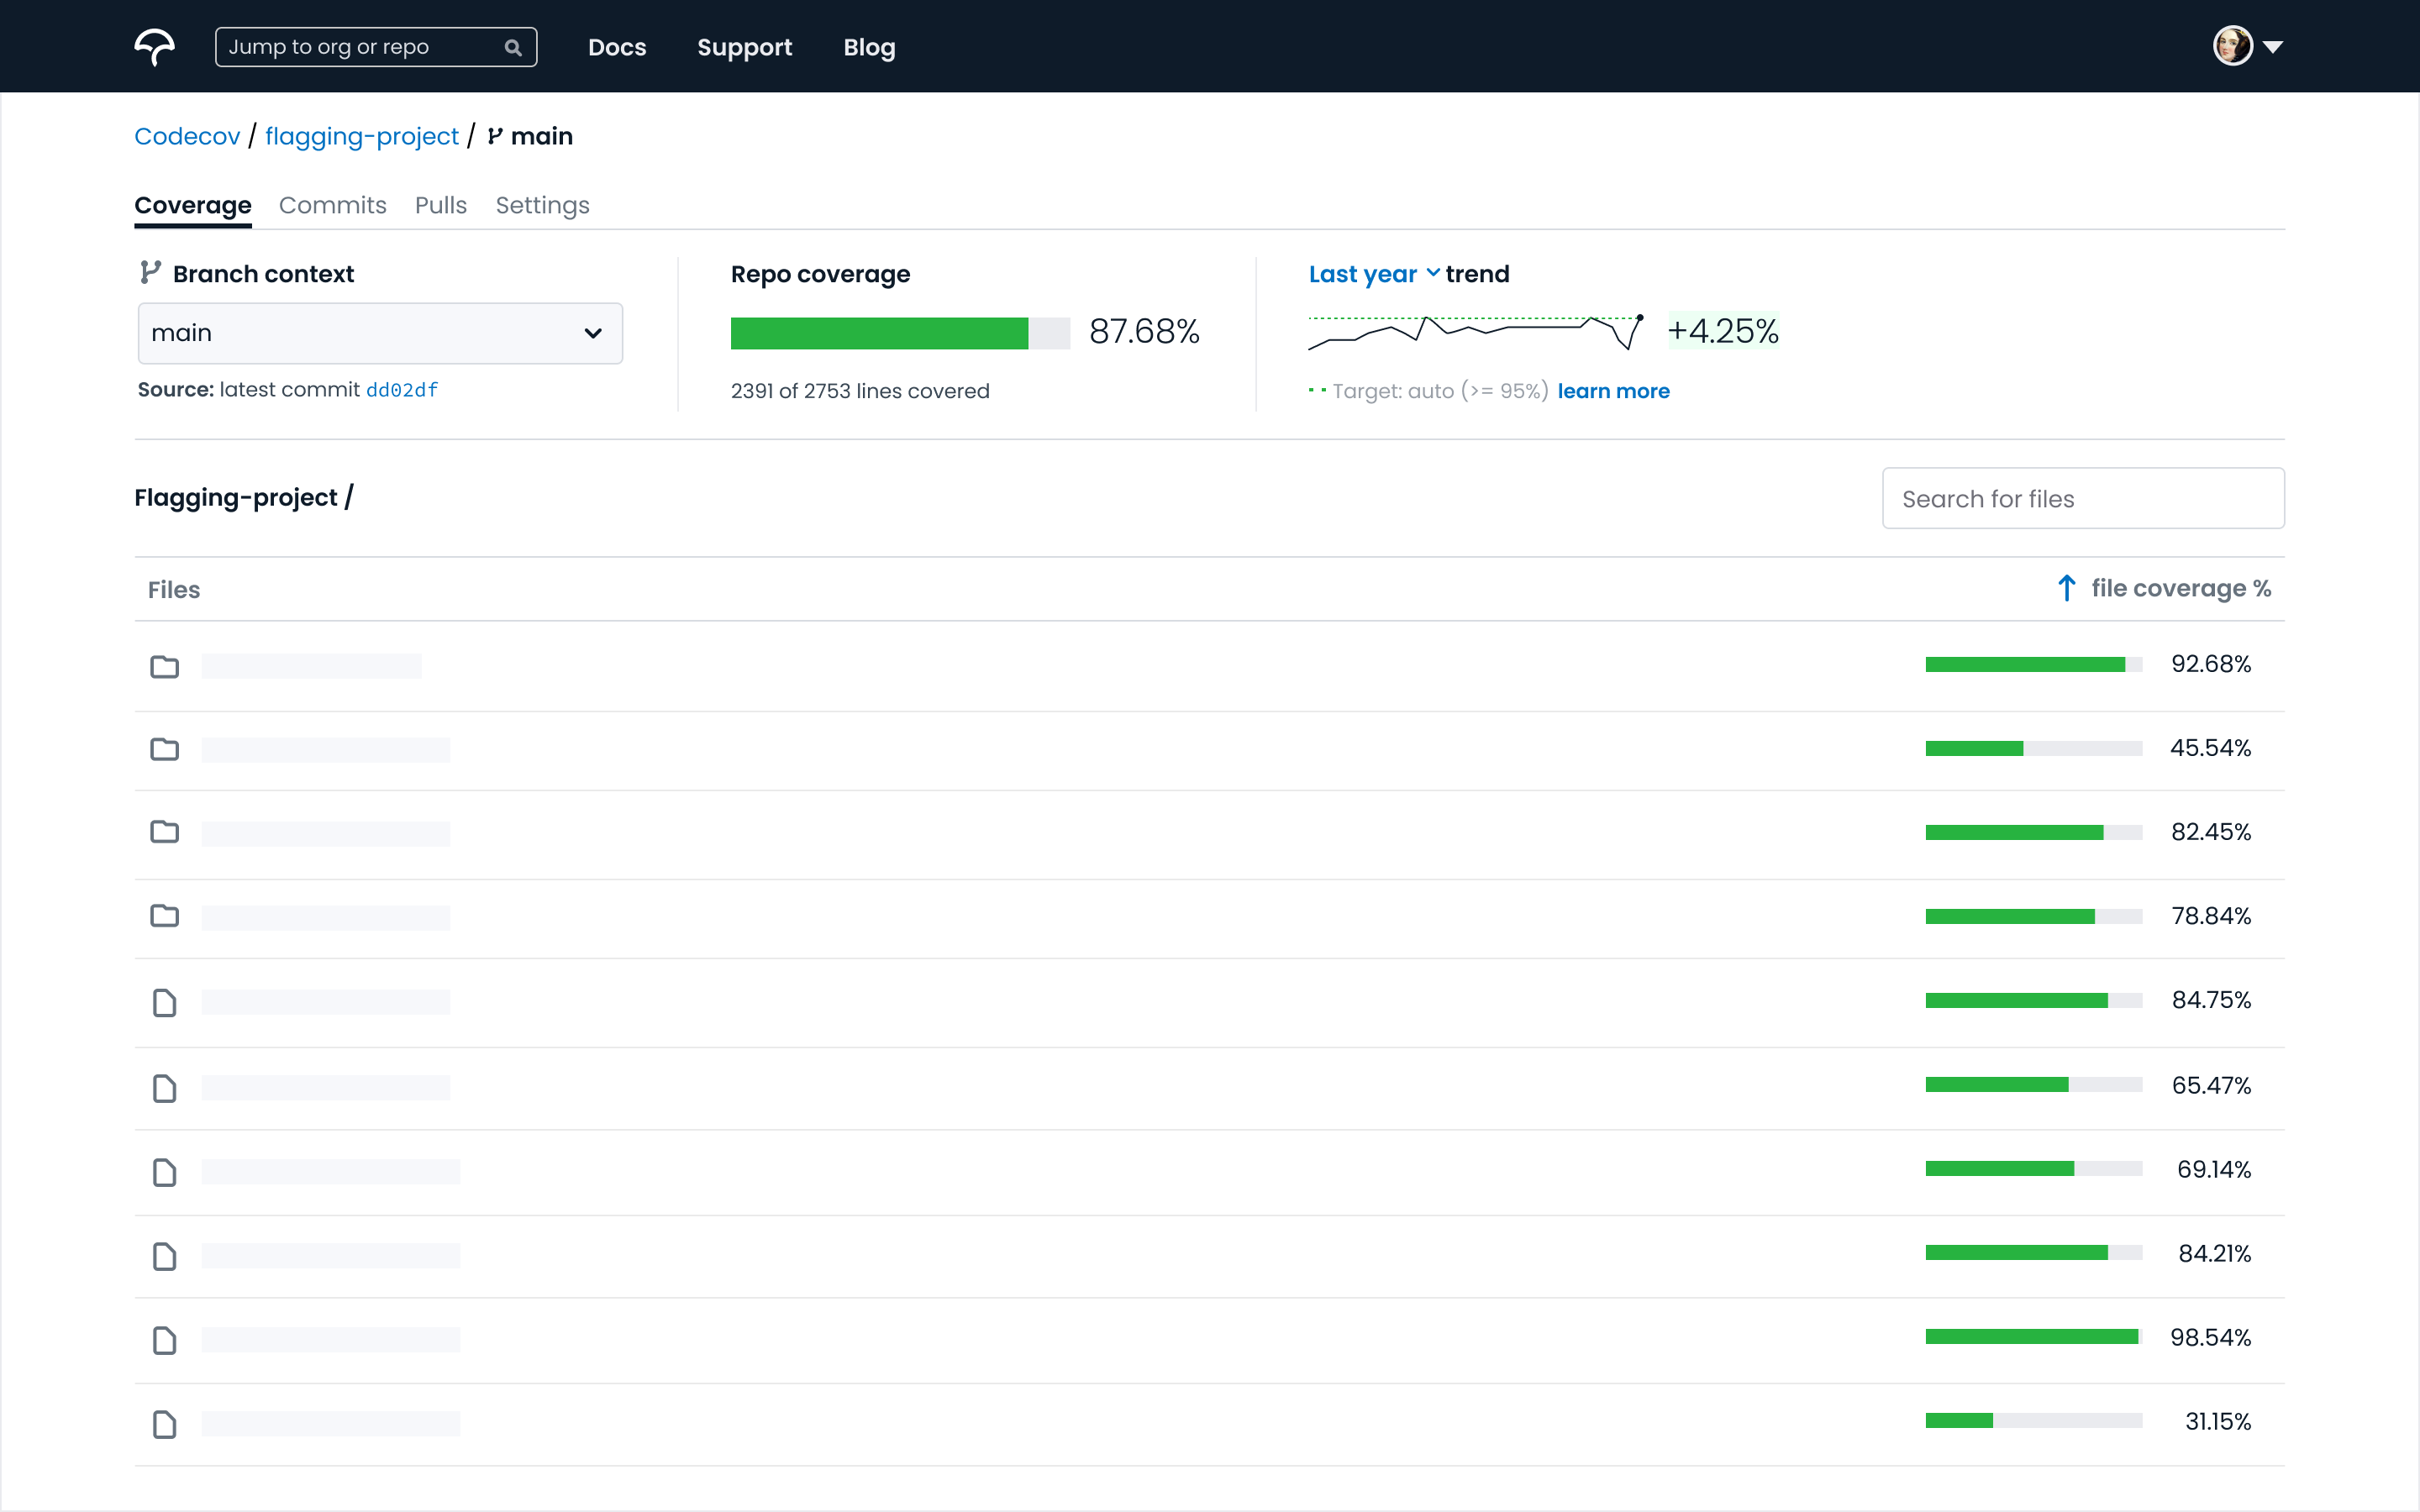 Jump to org or repo Docs Support Blog
Codecov / flagging-project / main
Coverage Commits Pulls Settings
Branch context
main
Source: latest commit dd02df
Repo coverage
87.68%
2391 of 2753 lines covered
Last year trend
+4.25%
Target: auto (>= 95%) learn more
Flagging-project /
Search for files
Files file coverage %
92.68%
45.54%
82.45%
78.84%
84.75%
65.47%
69.14%
84.21%
98.54%
31.15%